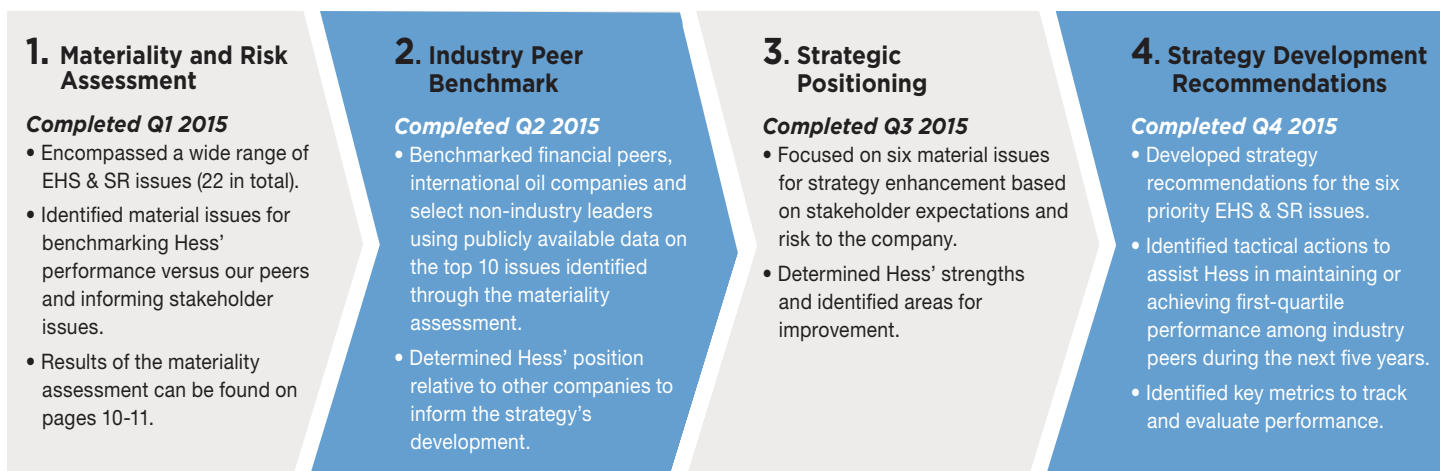 1. Materiality and Risk
Assessment
Completed Q1 2015
• Encompassed a wide range of
EHS & SR issues (22 in total).
• Identified material issues for
benchmarking Hess’
performance versus our peers
and informing stakeholder
issues.
• Results of the materiality
assessment can be found on
pages 10-11.
2. Industry Peer
Benchmark
Completed Q2 2015
• Benchmarked financial peers,
international oil companies and
select non-industry leaders
using publicly available data on
the top 10 issues identified
through the materiality
assessment.
• Determined Hess’ position
relative to other companies to
inform the strategy’s
development.
3. Strategic
Positioning
Completed Q3 2015
• Focused on six material issues
for strategy enhancement based
on stakeholder expectations and
risk to the company.
• Determined Hess’ strengths
and identified areas for
improvement.
4. Strategy Development
Recommendations
Completed Q4 2015
• Developed strategy
recommendations for the six
priority EHS & SR issues.
• Identified tactical actions to
assist Hess in maintaining or
achieving first-quartile
performance among industry
peers during the next five years.
• Identified key metrics to track
and evaluate performance.